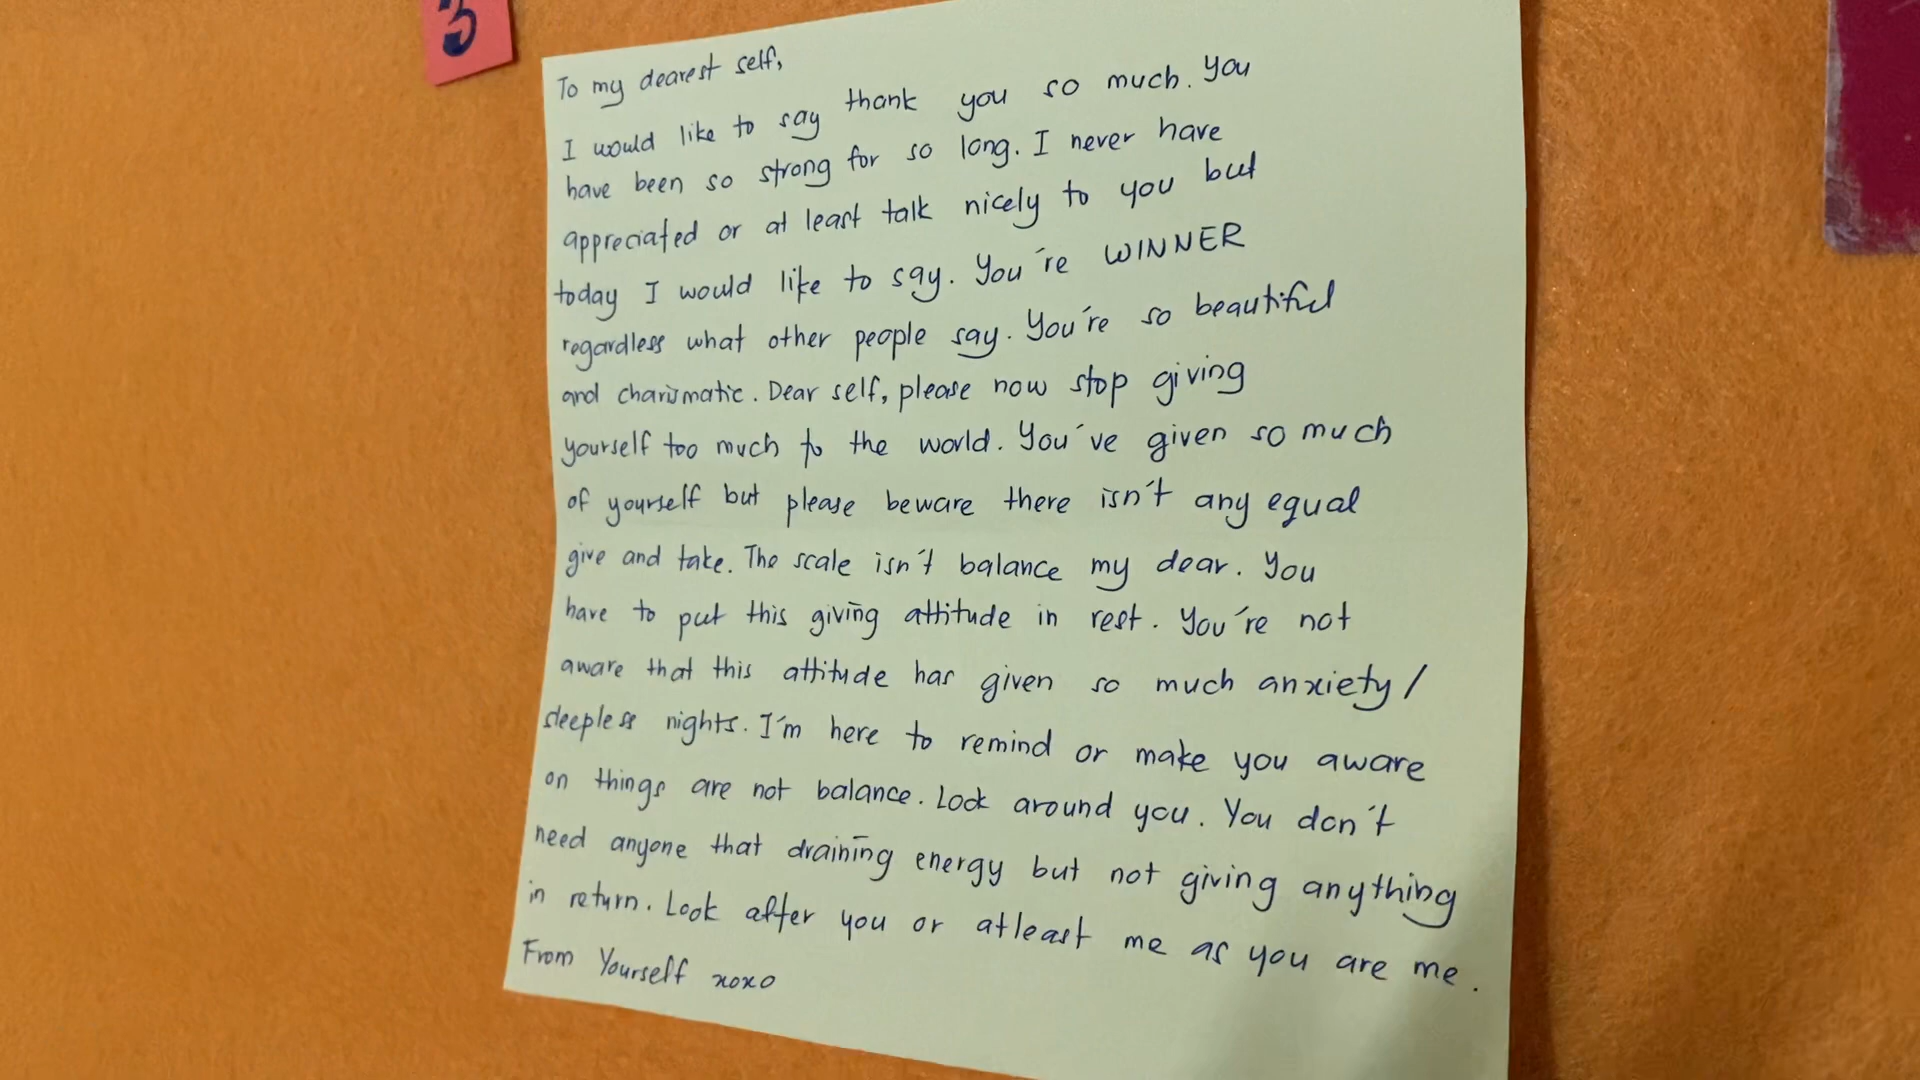 3
To my dearest self,
I would like to say thank you so much. You
have been so strong for so long. I never have
appreciated or at least talk nicely to you but
today I would like to say. You're WINNER
regardless what other people say. You're so beautiful
and charismatic. Dear self, please now stop giving
yourself too much to the world. You've given so much
of yourself but please beware there isn't any equal
give and take. The scale isn't balance my dear. You
have to put this giving attitude in rest. You're not
aware that this attitude has given so much anxiety/
sleepless nights. I'm here to remind or make you aware
on things are not balance. Look around you. You don't
need anyone that draining energy but not giving anything
in return. Look after you or atleast me as you are me.
From Yourself xoxo